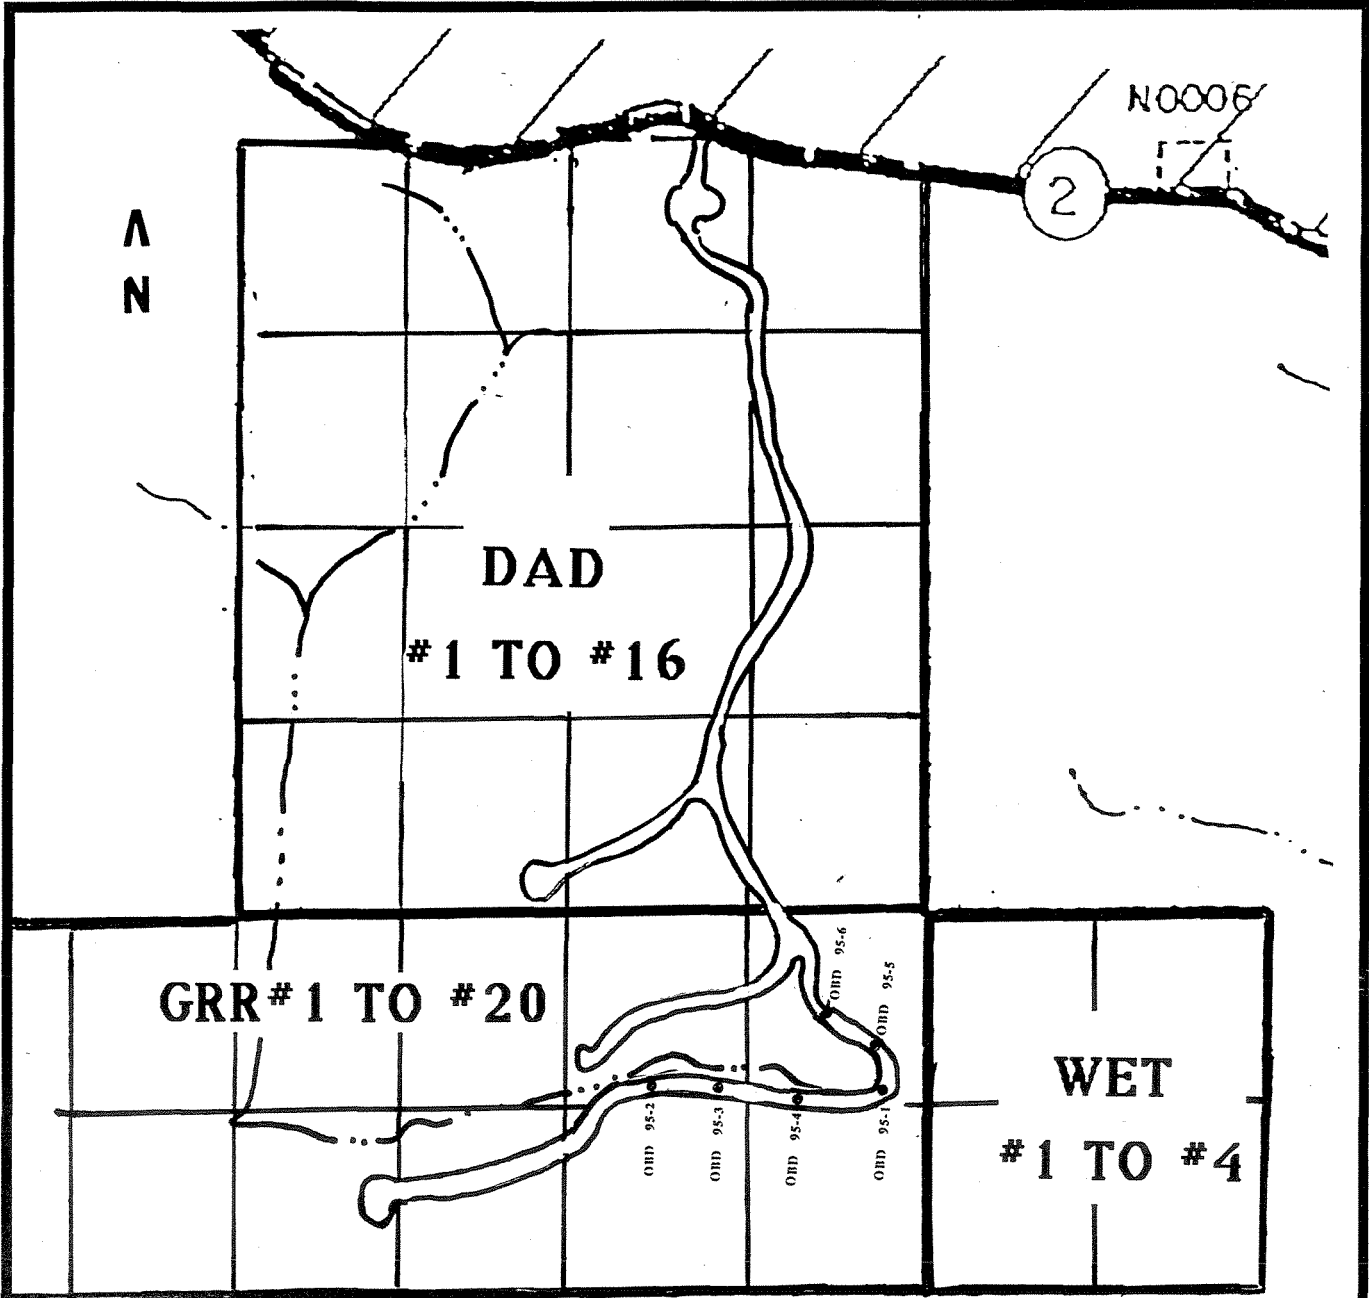 N0006
2
Λ
N
DAD
#1 TO #16
GRR #1 TO #20
OBD 95-6
OBD 95-5
WET
#1 TO #4
OBD 95-2
OBD 95-3
OBD 95-4
OBD 95-1